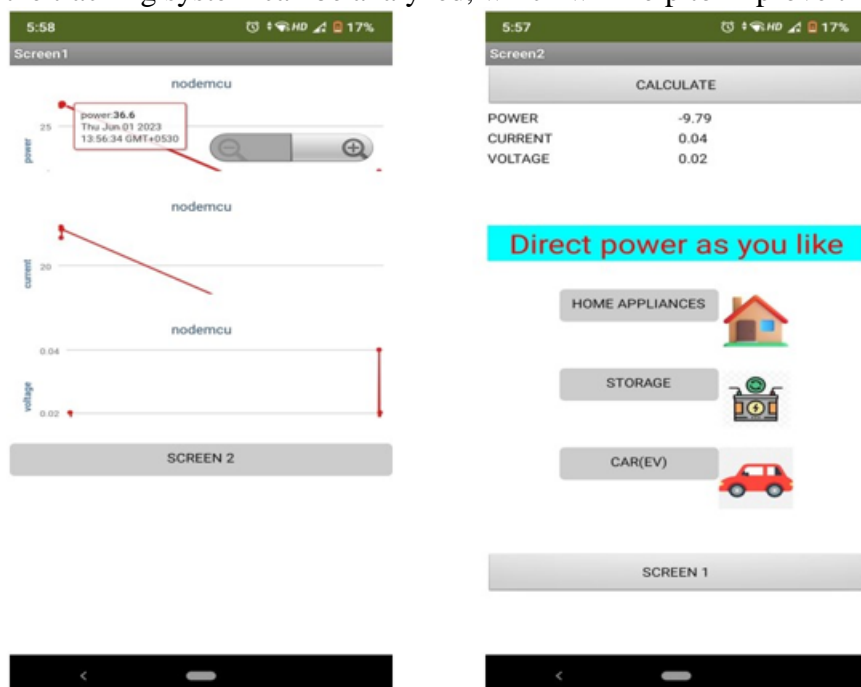 5:58 HD 17%
Screen1
nodemcu
power:36.6
Thu Jun 01 2023
13:56:34 GMT+0530
25
power
nodemcu
20
current
nodemcu
0.04
voltage
0.02
SCREEN 2
5:57 HD 17%
Screen2
CALCULATE
POWER -9.79
CURRENT 0.04
VOLTAGE 0.02
Direct power as you like
HOME APPLIANCES
STORAGE
CAR(EV)
SCREEN 1